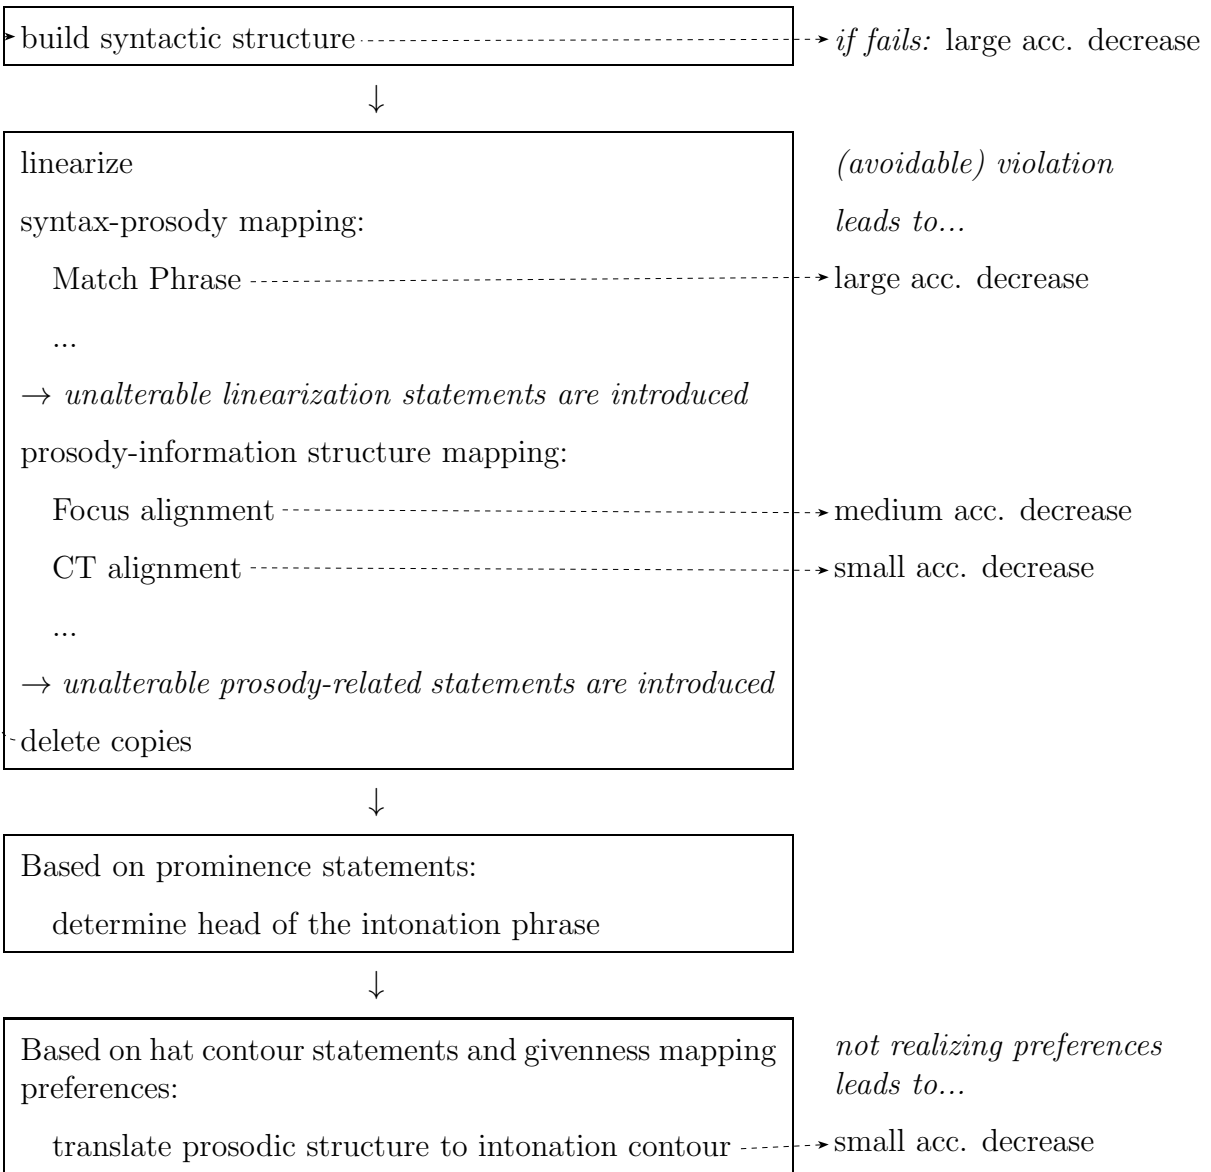 build syntactic structure if fails: large acc. decrease
↓
linearize (avoidable) violation
syntax-prosody mapping: leads to...
Match Phrase large acc. decrease
...
→ unalterable linearization statements are introduced
prosody-information structure mapping:
Focus alignment medium acc. decrease
CT alignment small acc. decrease
...
→ unalterable prosody-related statements are introduced
delete copies
↓
Based on prominence statements:
determine head of the intonation phrase
↓
Based on hat contour statements and givenness mapping not realizing preferences
preferences: leads to...
translate prosodic structure to intonation contour small acc. decrease